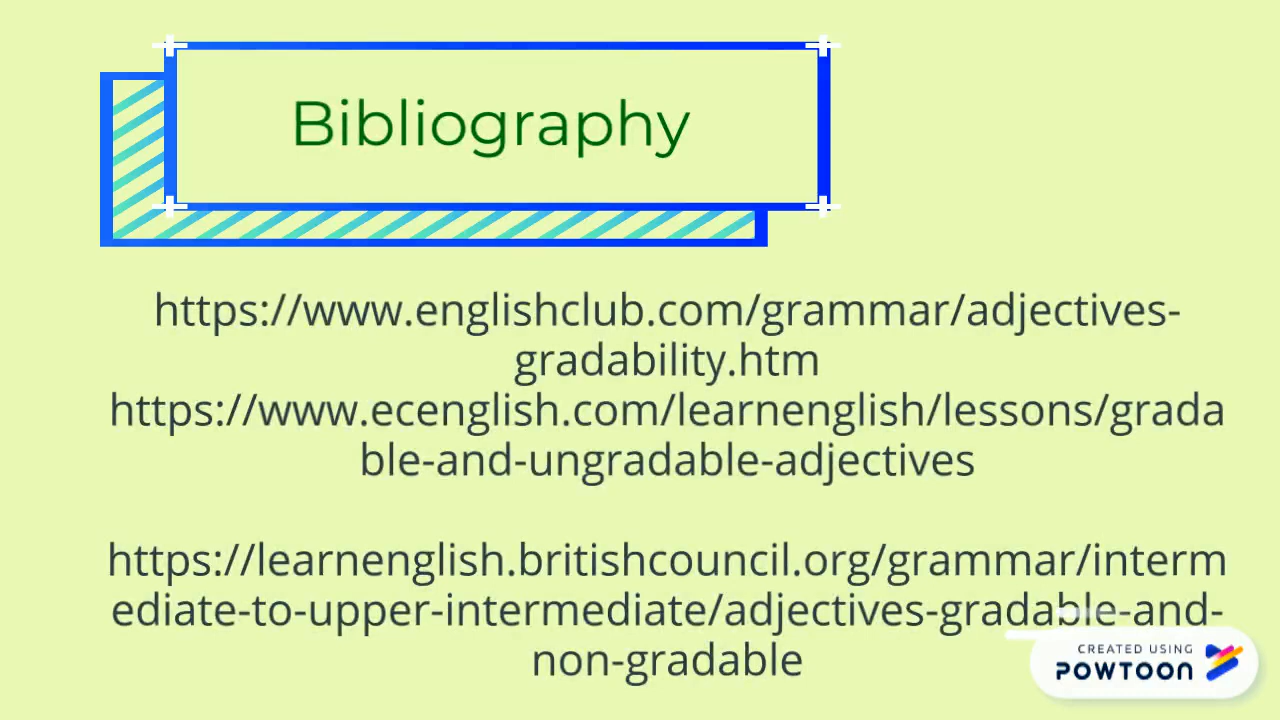 Bibliography
https://www.englishclub.com/grammar/adjectives-
gradability.htm
https://www.ecenglish.com/learnenglish/lessons/grada
ble-and-ungradable-adjectives
https://learnenglish.britishcouncil.org/grammar/interm
ediate-to-upper-intermediate/adjectives-gradable-and-
non-gradable
CREATED USING
POWTOON